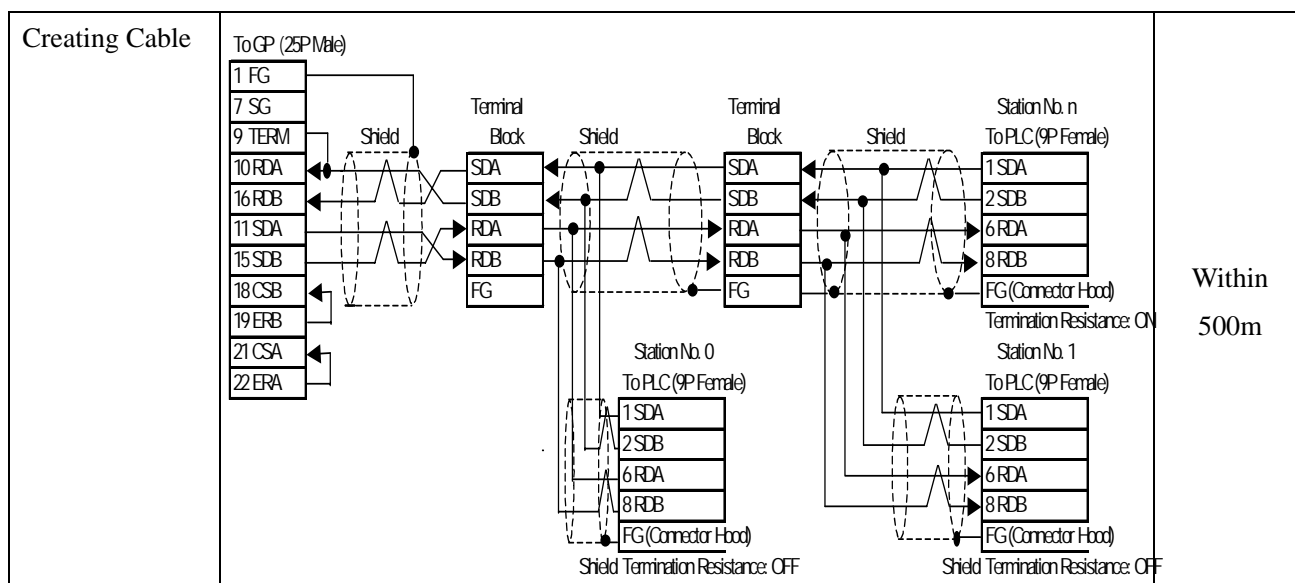 Creating Cable
To GP (25P Male)
1 FG
7 SG
9 TERM
10 RDA
16 RDB
11 SDA
15 SDB
18 CSB
19 ERB
21 CSA
22 ERA
Shield
Terminal
Block
SDA
SDB
RDA
RDB
FG
Shield
Terminal
Block
SDA
SDB
RDA
RDB
FG
Shield
Station No. n
To PLC (9P Female)
1 SDA
2 SDB
6 RDA
8 RDB
FG (Connector Hood)
Termination Resistance: ON
Station No. 0
To PLC (9P Female)
1 SDA
2 SDB
6 RDA
8 RDB
FG (Connector Hood)
Shield Termination Resistance: OFF
Station No. 1
To PLC (9P Female)
1 SDA
2 SDB
6 RDA
8 RDB
FG (Connector Hood)
Shield Termination Resistance: OFF
Within
500m